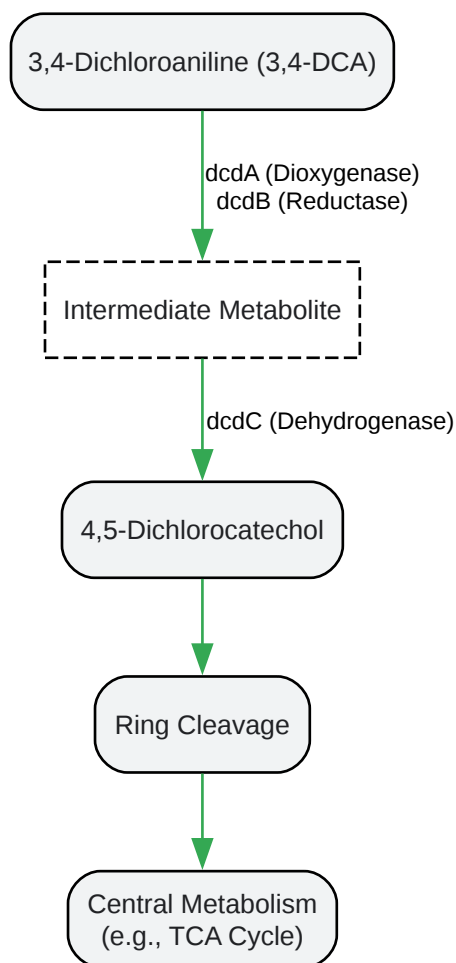 3,4-Dichloroaniline (3,4-DCA)
dcdA (Dioxygenase)
dcdB (Reductase)
Intermediate Metabolite
dcdC (Dehydrogenase)
4,5-Dichlorocatechol
Ring Cleavage
Central Metabolism
(e.g., TCA Cycle)